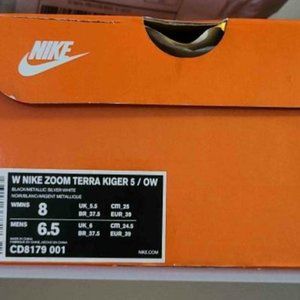 NIKE
W NIKE ZOOM TERRA KIGER 5 / OW
BLACK/METALLIC SILVER-WHITE
NOIR/BLANC/ARGENT METALLIQUE
WMNS 8 UK 5.5 CM 25
BR 37.5 EUR 39
MENS 6.5 UK 6 CM 24.5
BR 37.5 EUR 39
CD8179 001
NIKE.COM